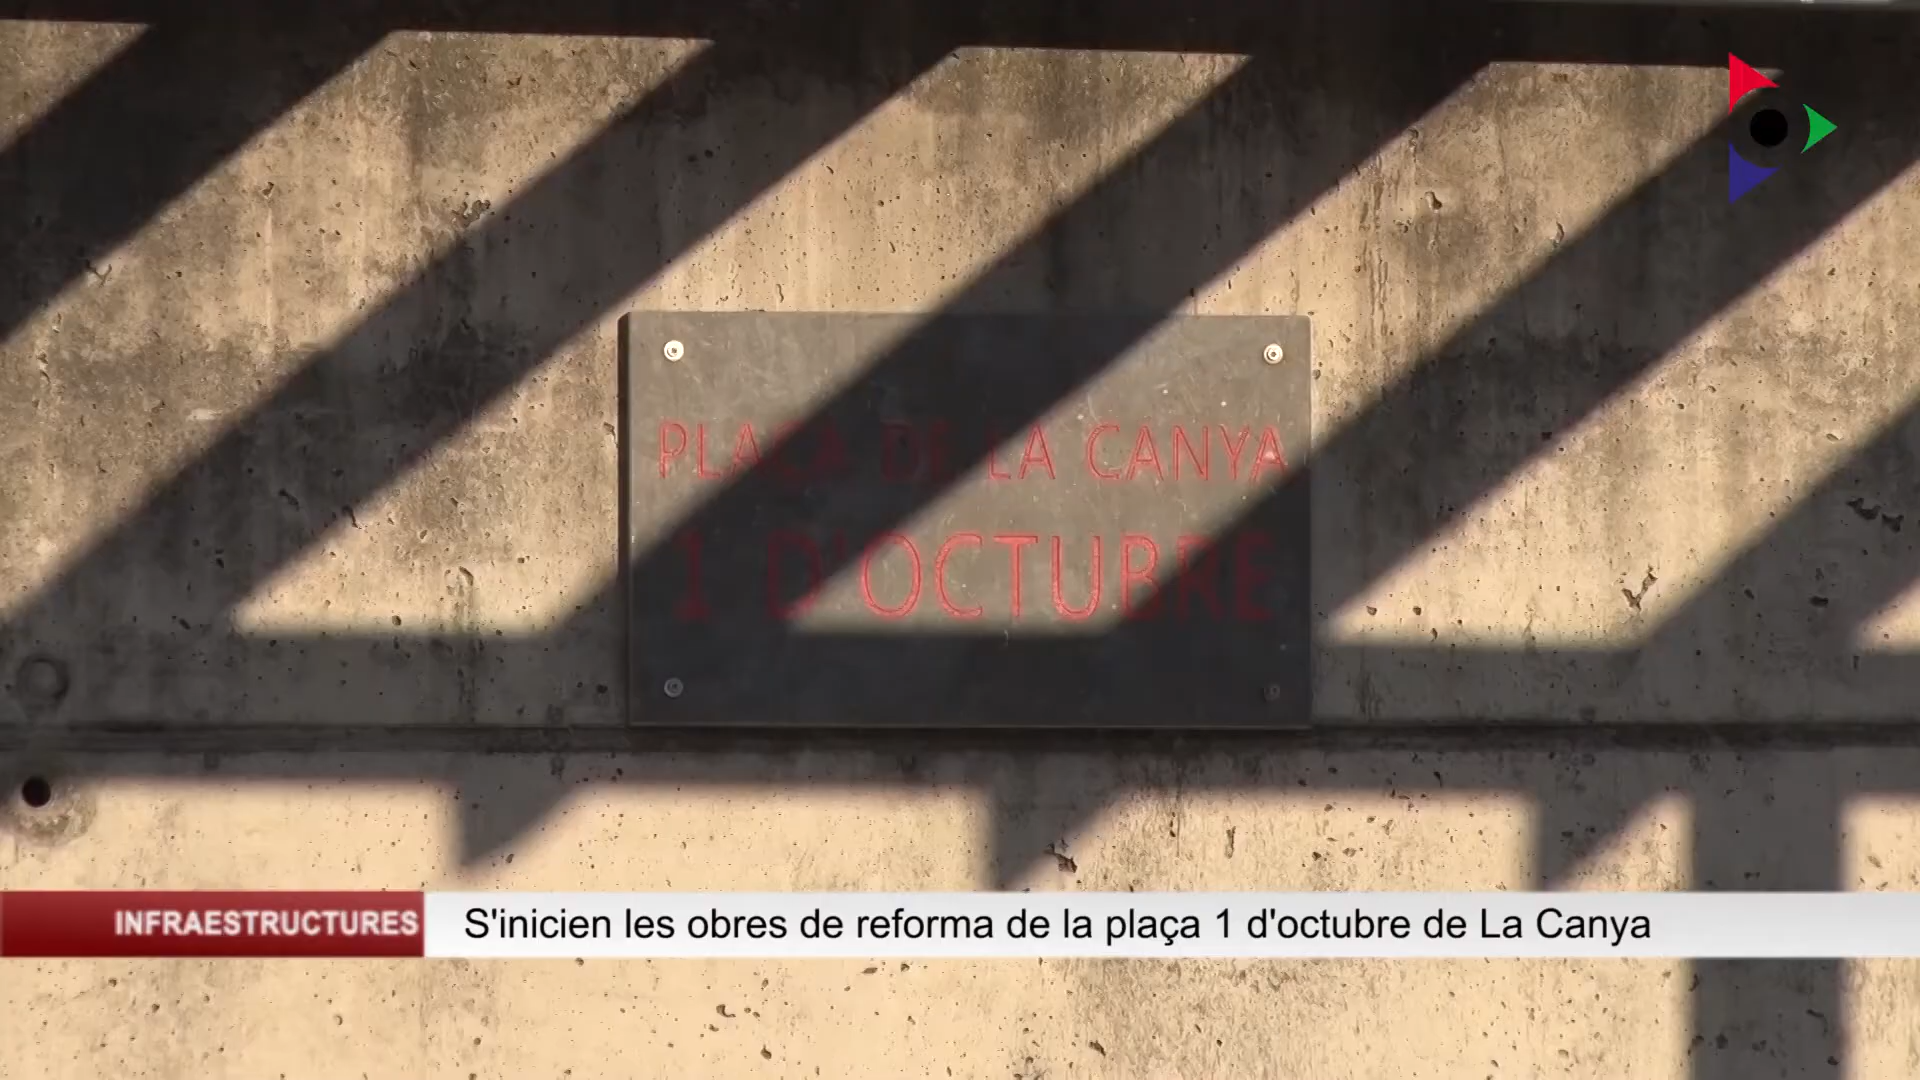 PLAÇA DE LA CANYA
1 D'OCTUBRE
INFRAESTRUCTURES
S'inicien les obres de reforma de la plaça 1 d'octubre de La Canya